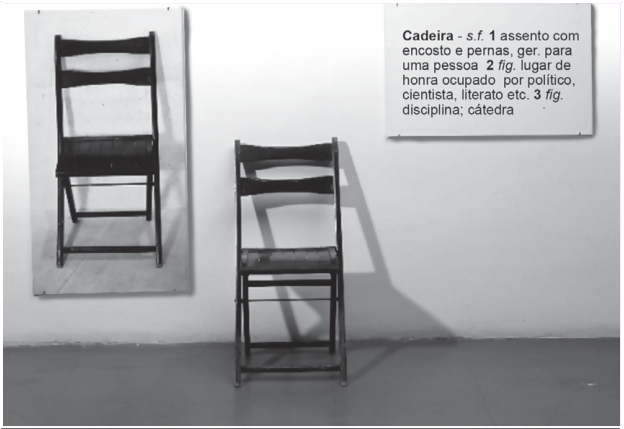 Cadeira - s.f. 1 assento com
encosto e pernas, ger. para
uma pessoa 2 fig. lugar de
honra ocupado por político,
cientista, literato etc. 3 fig.
disciplina; cátedra